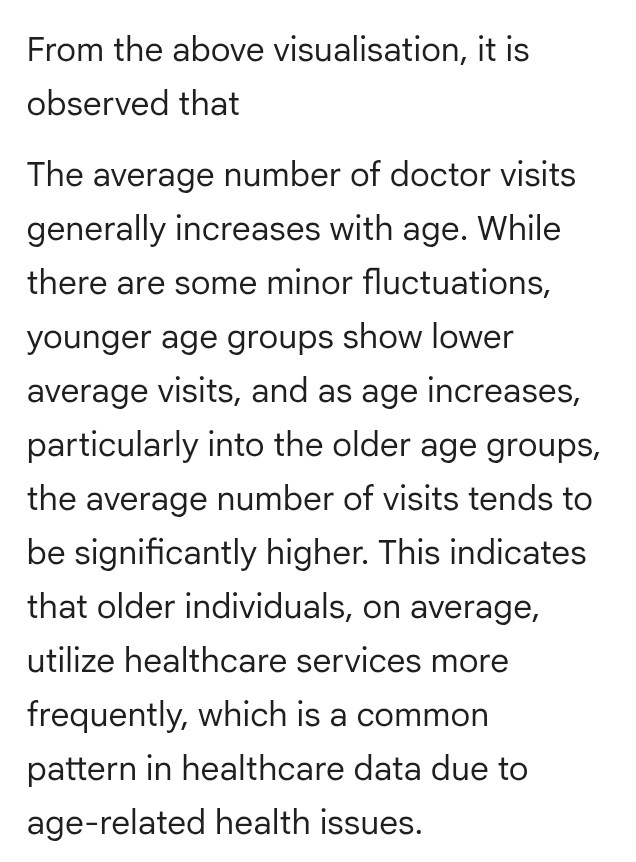 From the above visualisation, it is
observed that
The average number of doctor visits
generally increases with age. While
there are some minor fluctuations,
younger age groups show lower
average visits, and as age increases,
particularly into the older age groups,
the average number of visits tends to
be significantly higher. This indicates
that older individuals, on average,
utilize healthcare services more
frequently, which is a common
pattern in healthcare data due to
age-related health issues.